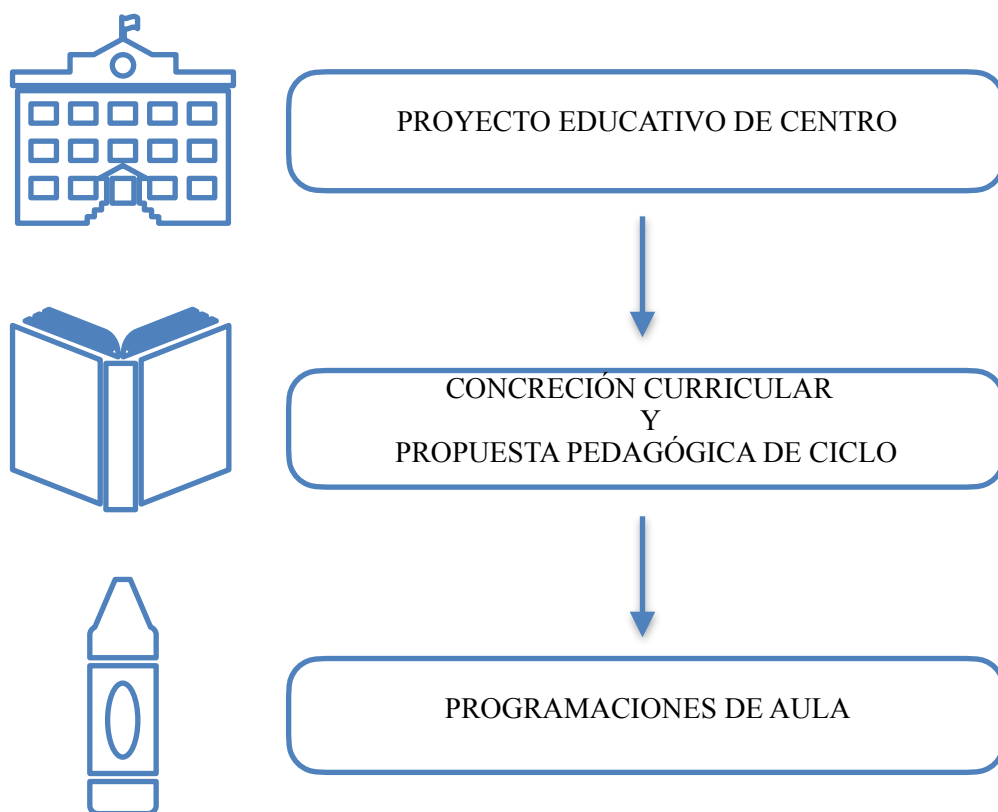 PROYECTO EDUCATIVO DE CENTRO
CONCRECIÓN CURRICULAR
Y
PROPUESTA PEDAGÓGICA DE CICLO
PROGRAMACIONES DE AULA